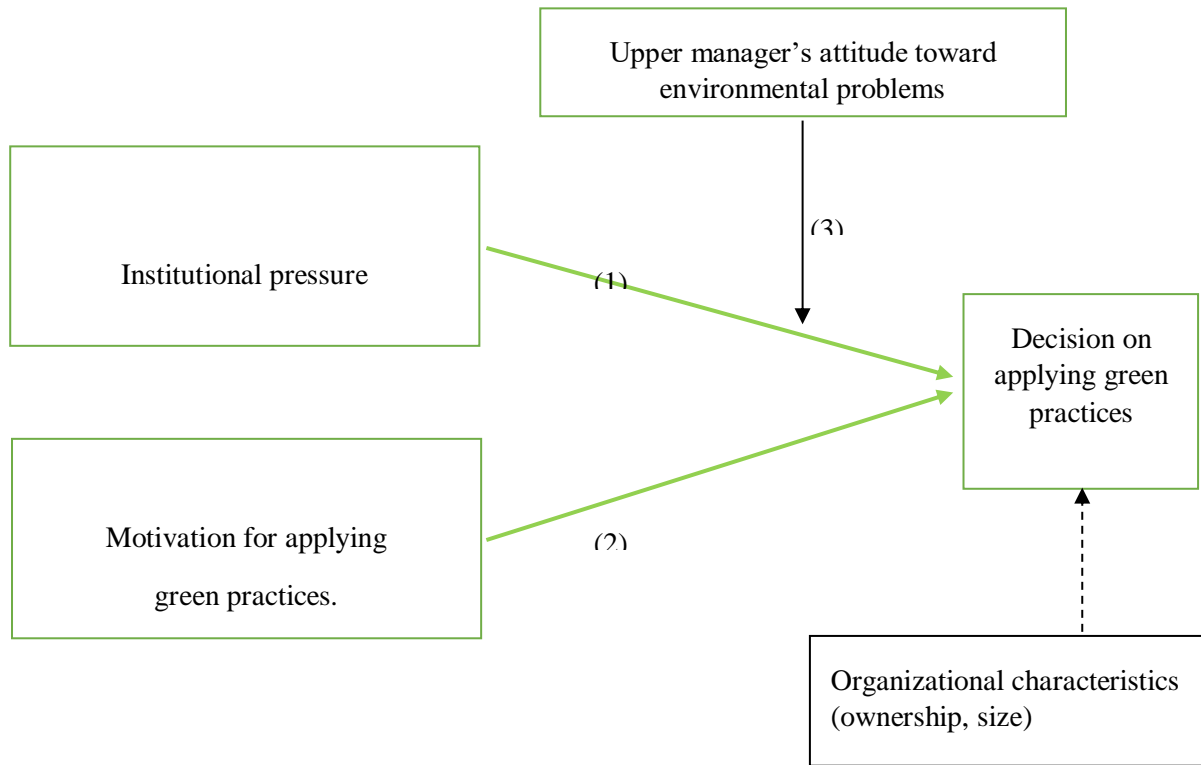 Upper manager’s attitude toward
environmental problems
(3)
Institutional pressure
(1)
Decision on
applying green
practices
Motivation for applying
green practices.
(2)
Organizational characteristics
(ownership, size)